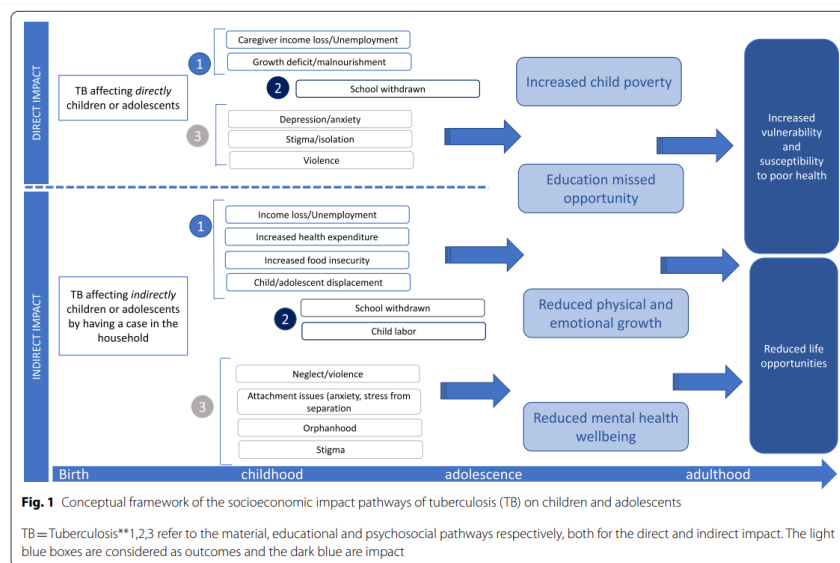 DIRECT IMPACT
TB affecting directly
children or adolescents
1
Caregiver income loss/Unemployment
Growth deficit/malnourishment
2
School withdrawn
3
Depression/anxiety
Stigma/isolation
Violence
INDIRECT IMPACT
TB affecting indirectly
children or adolescents
by having a case in the
household
1
Income loss/Unemployment
Increased health expenditure
Increased food insecurity
Child/adolescent displacement
2
School withdrawn
Child labor
3
Neglect/violence
Attachment issues (anxiety, stress from
separation
Orphanhood
Stigma
Increased child poverty
Education missed
opportunity
Reduced physical and
emotional growth
Reduced mental health
wellbeing
Increased
vulnerability
and
susceptibility
to poor health
Reduced life
opportunities
Birth
childhood
adolescence
adulthood
Fig. 1 Conceptual framework of the socioeconomic impact pathways of tuberculosis (TB) on children and adolescents
TB = Tuberculosis**1,2,3 refer to the material, educational and psychosocial pathways respectively, both for the direct and indirect impact. The light
blue boxes are considered as outcomes and the dark blue are impact